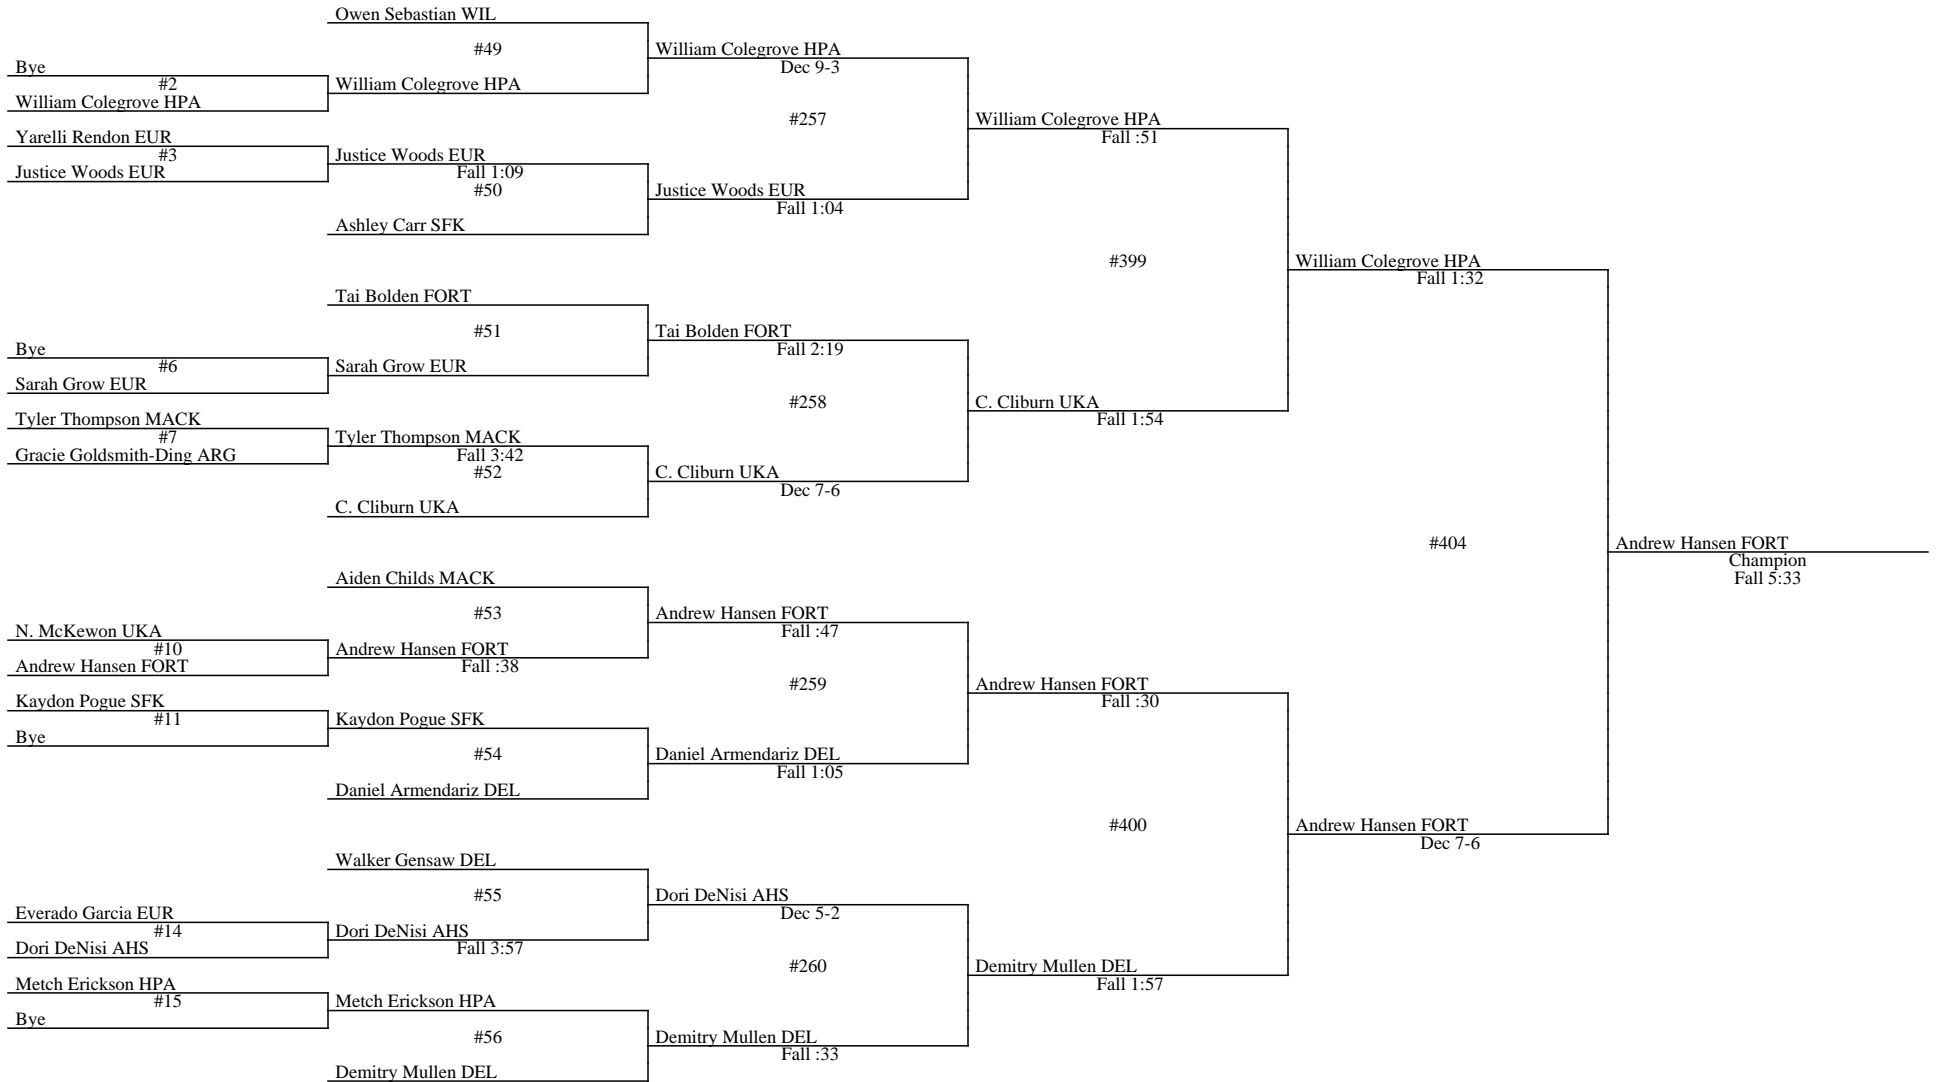 Owen Sebastian WIL
#49
William Colegrove HPA
Dec 9-3
Bye
#2
William Colegrove HPA
William Colegrove HPA
#257
William Colegrove HPA
Fall :51
Yarelli Rendon EUR
#3
Justice Woods EUR
Justice Woods EUR
Fall 1:09
#50
Justice Woods EUR
Fall 1:04
Ashley Carr SFK
#399
William Colegrove HPA
Fall 1:32
Tai Bolden FORT
#51
Tai Bolden FORT
Fall 2:19
Bye
#6
Sarah Grow EUR
Sarah Grow EUR
#258
C. Cliburn UKA
Fall 1:54
Tyler Thompson MACK
#7
Gracie Goldsmith-Ding ARG
Tyler Thompson MACK
Fall 3:42
#52
C. Cliburn UKA
Dec 7-6
C. Cliburn UKA
#404
Andrew Hansen FORT
Champion
Fall 5:33
Aiden Childs MACK
#53
Andrew Hansen FORT
Fall :47
N. McKewon UKA
#10
Andrew Hansen FORT
Andrew Hansen FORT
Fall :38
#259
Andrew Hansen FORT
Fall :30
Kaydon Pogue SFK
#11
Bye
Kaydon Pogue SFK
#54
Daniel Armendariz DEL
Fall 1:05
Daniel Armendariz DEL
#400
Andrew Hansen FORT
Dec 7-6
Walker Gensaw DEL
#55
Dori DeNisi AHS
Dec 5-2
Everado Garcia EUR
#14
Dori DeNisi AHS
Dori DeNisi AHS
Fall 3:57
#260
Demitry Mullen DEL
Fall 1:57
Metch Erickson HPA
#15
Bye
Metch Erickson HPA
#56
Demitry Mullen DEL
Fall :33
Demitry Mullen DEL